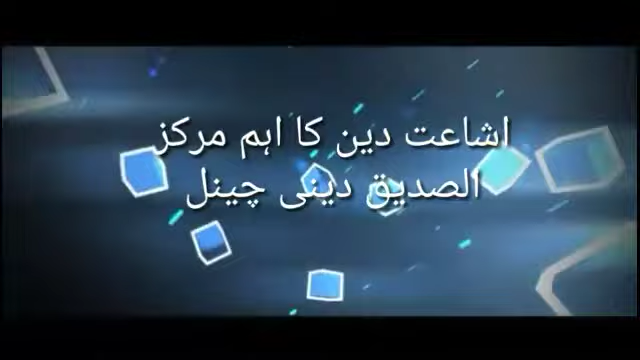 اشاعت دین کا اہم مرکز
الصدیق دینی چینل